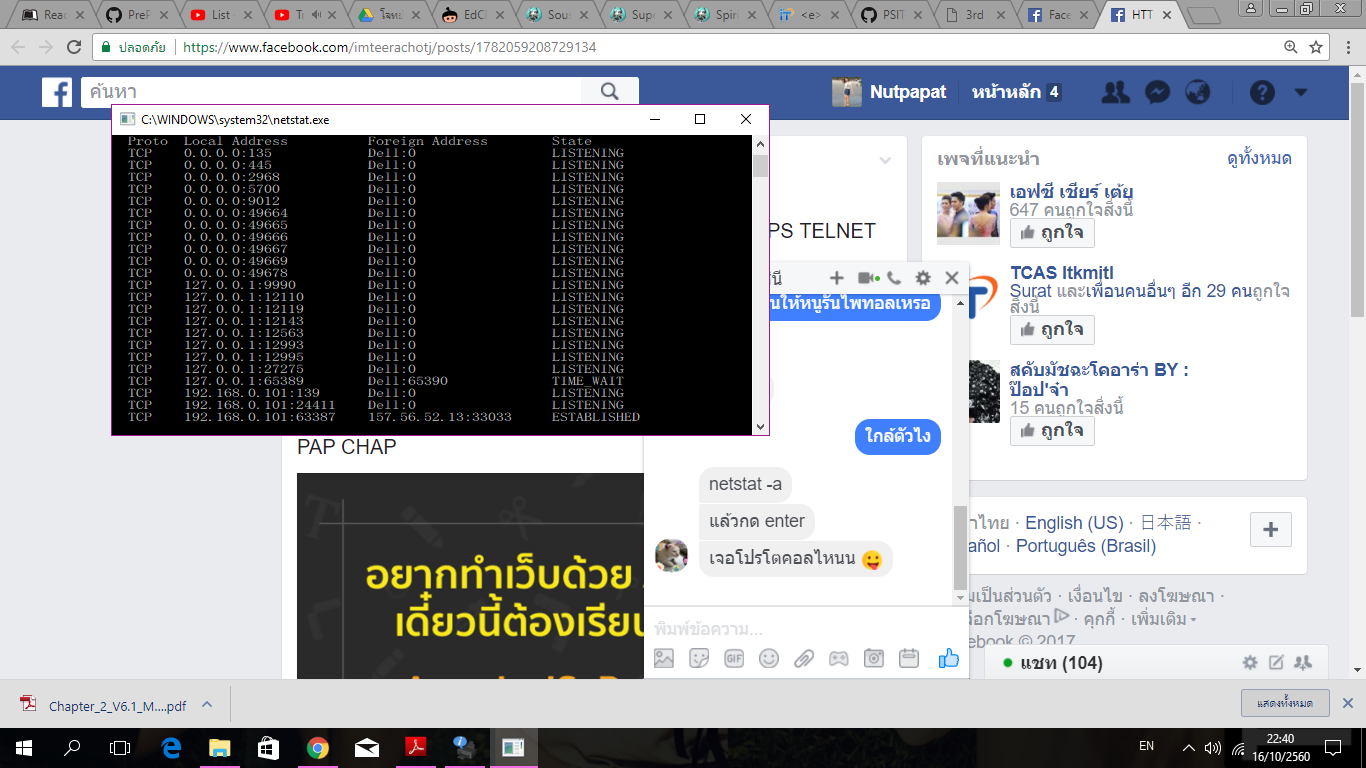 Reac
PreP
List
Tr
โจทย
EdCl
Sous
Supe
Spiri
<e>
PSIT
3rd
Face
HTT
ปลอดภัย
https://www.facebook.com/imteerachotj/posts/1782059208729134
ค้นหา
Nutpapat
หน้าหลัก 4
C:\WINDOWS\system32\netstat.exe
Proto Local Address Foreign Address State
TCP 0.0.0.0:135 Dell:0 LISTENING
TCP 0.0.0.0:445 Dell:0 LISTENING
TCP 0.0.0.0:2968 Dell:0 LISTENING
TCP 0.0.0.0:5700 Dell:0 LISTENING
TCP 0.0.0.0:9012 Dell:0 LISTENING
TCP 0.0.0.0:49664 Dell:0 LISTENING
TCP 0.0.0.0:49665 Dell:0 LISTENING
TCP 0.0.0.0:49666 Dell:0 LISTENING
TCP 0.0.0.0:49667 Dell:0 LISTENING
TCP 0.0.0.0:49669 Dell:0 LISTENING
TCP 0.0.0.0:49678 Dell:0 LISTENING
TCP 127.0.0.1:9990 Dell:0 LISTENING
TCP 127.0.0.1:12110 Dell:0 LISTENING
TCP 127.0.0.1:12119 Dell:0 LISTENING
TCP 127.0.0.1:12143 Dell:0 LISTENING
TCP 127.0.0.1:12563 Dell:0 LISTENING
TCP 127.0.0.1:12993 Dell:0 LISTENING
TCP 127.0.0.1:12995 Dell:0 LISTENING
TCP 127.0.0.1:27275 Dell:0 LISTENING
TCP 127.0.0.1:65389 Dell:65390 TIME_WAIT
TCP 192.168.0.101:139 Dell:0 LISTENING
TCP 192.168.0.101:24411 Dell:0 LISTENING
TCP 192.168.0.101:63387 157.56.52.13:33033 ESTABLISHED
PS TELNET
PAP CHAP
อยากทำเว็บด้วย
เดี๋ยวนี้ต้องเรียน
นให้หนูรันไพทอลเหรอ
ใกล้ตัวไง
netstat -a
แล้วกด enter
เจอโปรโตคอลไหนน
พิมพ์ข้อความ...
GIF
เพจที่แนะนำ ดูทั้งหมด
เอฟซี เชียร์ เต้ย
647 คนถูกใจสิ่งนี้
ถูกใจ
TCAS Itkmitl
Surat และเพื่อนคนอื่นๆ อีก 29 คนถูกใจ
สิ่งนี้
ถูกใจ
สคับมัชฉะโคอาร่า BY :
ป๊อป'จำ
15 คนถูกใจสิ่งนี้
ถูกใจ
าไทย · English (US) · 日本語 ·
añol · Português (Brasil)
มเป็นส่วนตัว · เงื่อนไข · ลงโฆษณา ·
ลือกโฆษณา · คุกกี้ · เพิ่มเติม
cebook © 2017
แชท (104)
Chapter_2_V6.1_M....pdf
แสดงทั้งหมด
EN
22:40
16/10/2560